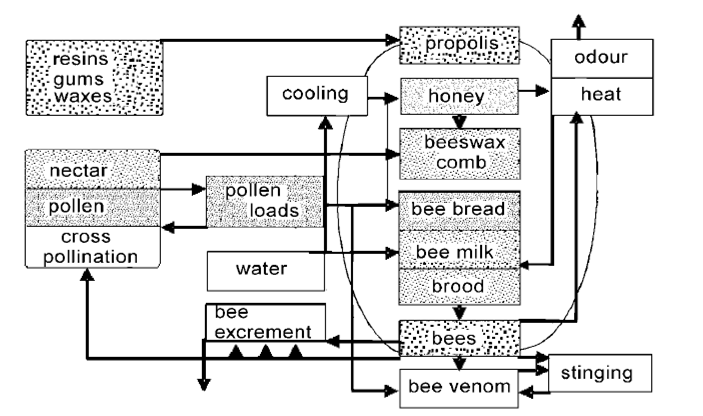 resins
gums
waxes
propolis
odour
heat
cooling
honey
beeswax
comb
nectar
pollen
cross
pollination
pollen
loads
bee bread
bee milk
brood
water
bee
excrement
bees
bee venom
stinging